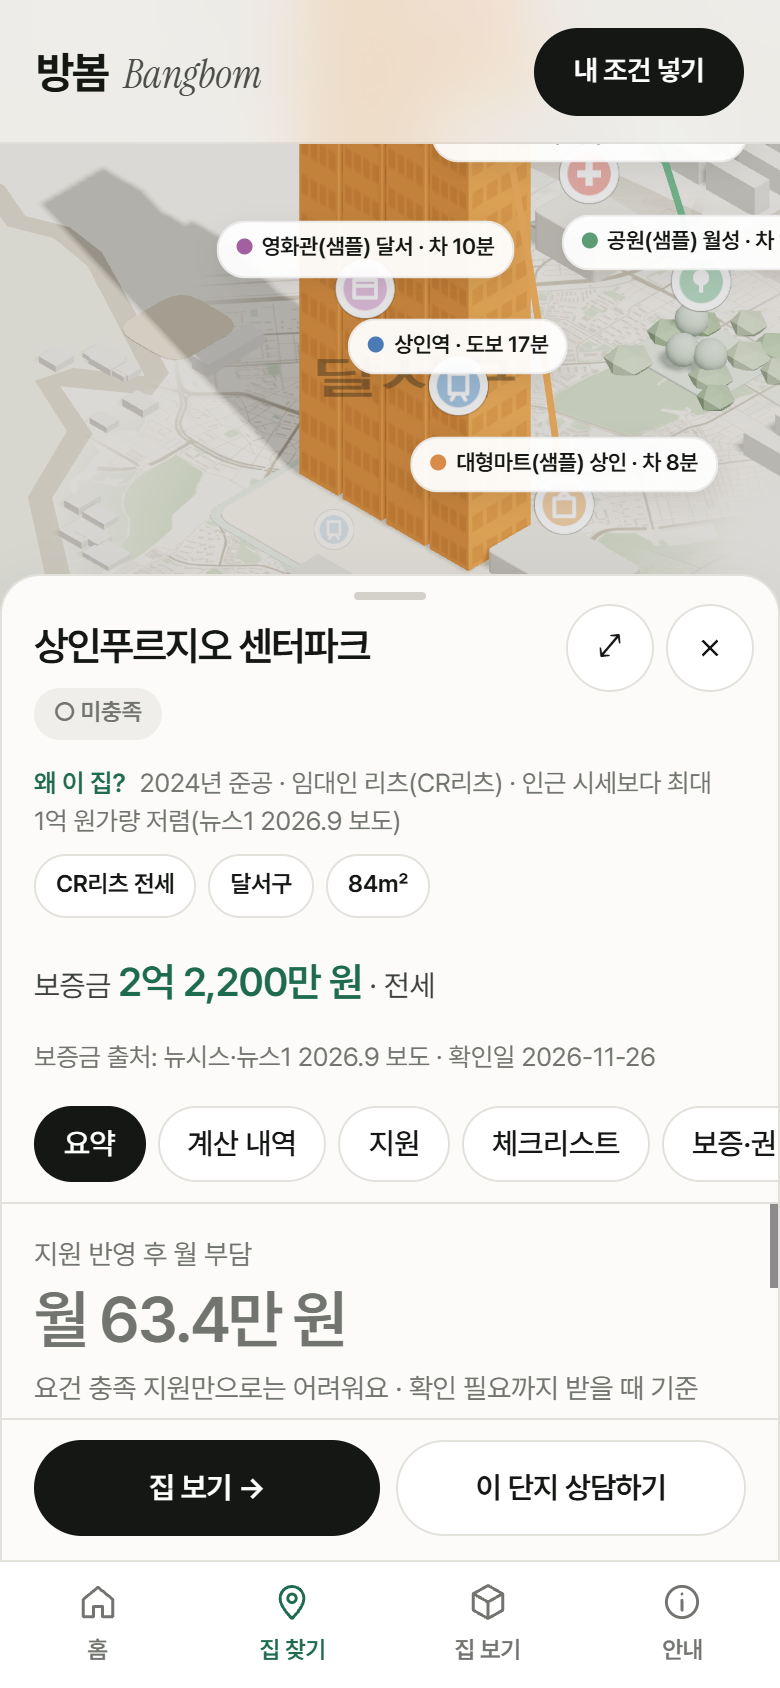 방봄 Bangbom
내 조건 넣기
영화관(샘플) 달서 · 차 10분
공원(샘플) 월성 · 차
상인역 · 도보 17분
대형마트(샘플) 상인 · 차 8분
상인푸르지오 센터파크
미충족
왜 이 집? 2024년 준공 · 임대인 리츠(CR리츠) · 인근 시세보다 최대
1억 원가량 저렴(뉴스1 2026.9 보도)
CR리츠 전세
달서구
84m²
보증금 2억 2,200만 원 · 전세
보증금 출처: 뉴시스·뉴스1 2026.9 보도 · 확인일 2026-11-26
요약
계산 내역
지원
체크리스트
보증·권
지원 반영 후 월 부담
월 63.4만 원
요건 충족 지원만으로는 어려워요 · 확인 필요까지 받을 때 기준
집 보기 →
이 단지 상담하기
홈
집 찾기
집 보기
안내